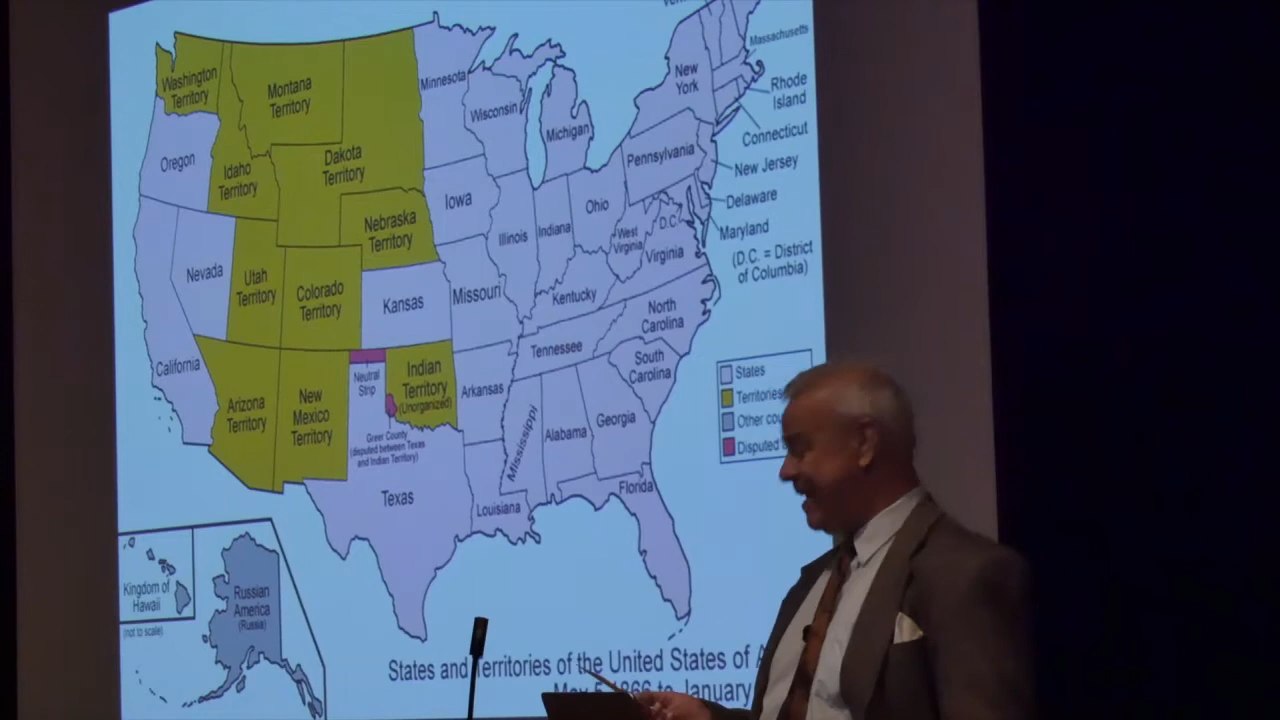 Massachusetts
Washington
Territory
Montana
Territory
Minnesota
Wisconsin
New
York
Rhode
Island
Michigan
Connecticut
Oregon
Idaho
Territory
Dakota
Territory
Pennsylvania
New Jersey
Delaware
Iowa
Nebraska
Territory
Illinois
Indiana
Ohio
West
Virginia
D.C.
Maryland
Virginia
(D.C. = District
of Columbia)
Nevada
Utah
Territory
Colorado
Territory
Kansas
Missouri
Kentucky
North
Carolina
California
Tennessee
South
Carolina
Neutral
Strip
Indian
Territory
(Unorganized)
Arkansas
States
Territories
Other
Disputed
Arizona
Territory
New
Mexico
Territory
Greer County
(disputed between Texas
and Indian Territory)
Mississippi
Alabama
Georgia
Texas
Louisiana
Florida
Kingdom of
Hawaii
(not to scale)
Russian
America
(Russia)
States and Territories of the United States of
May 5 1866 to January